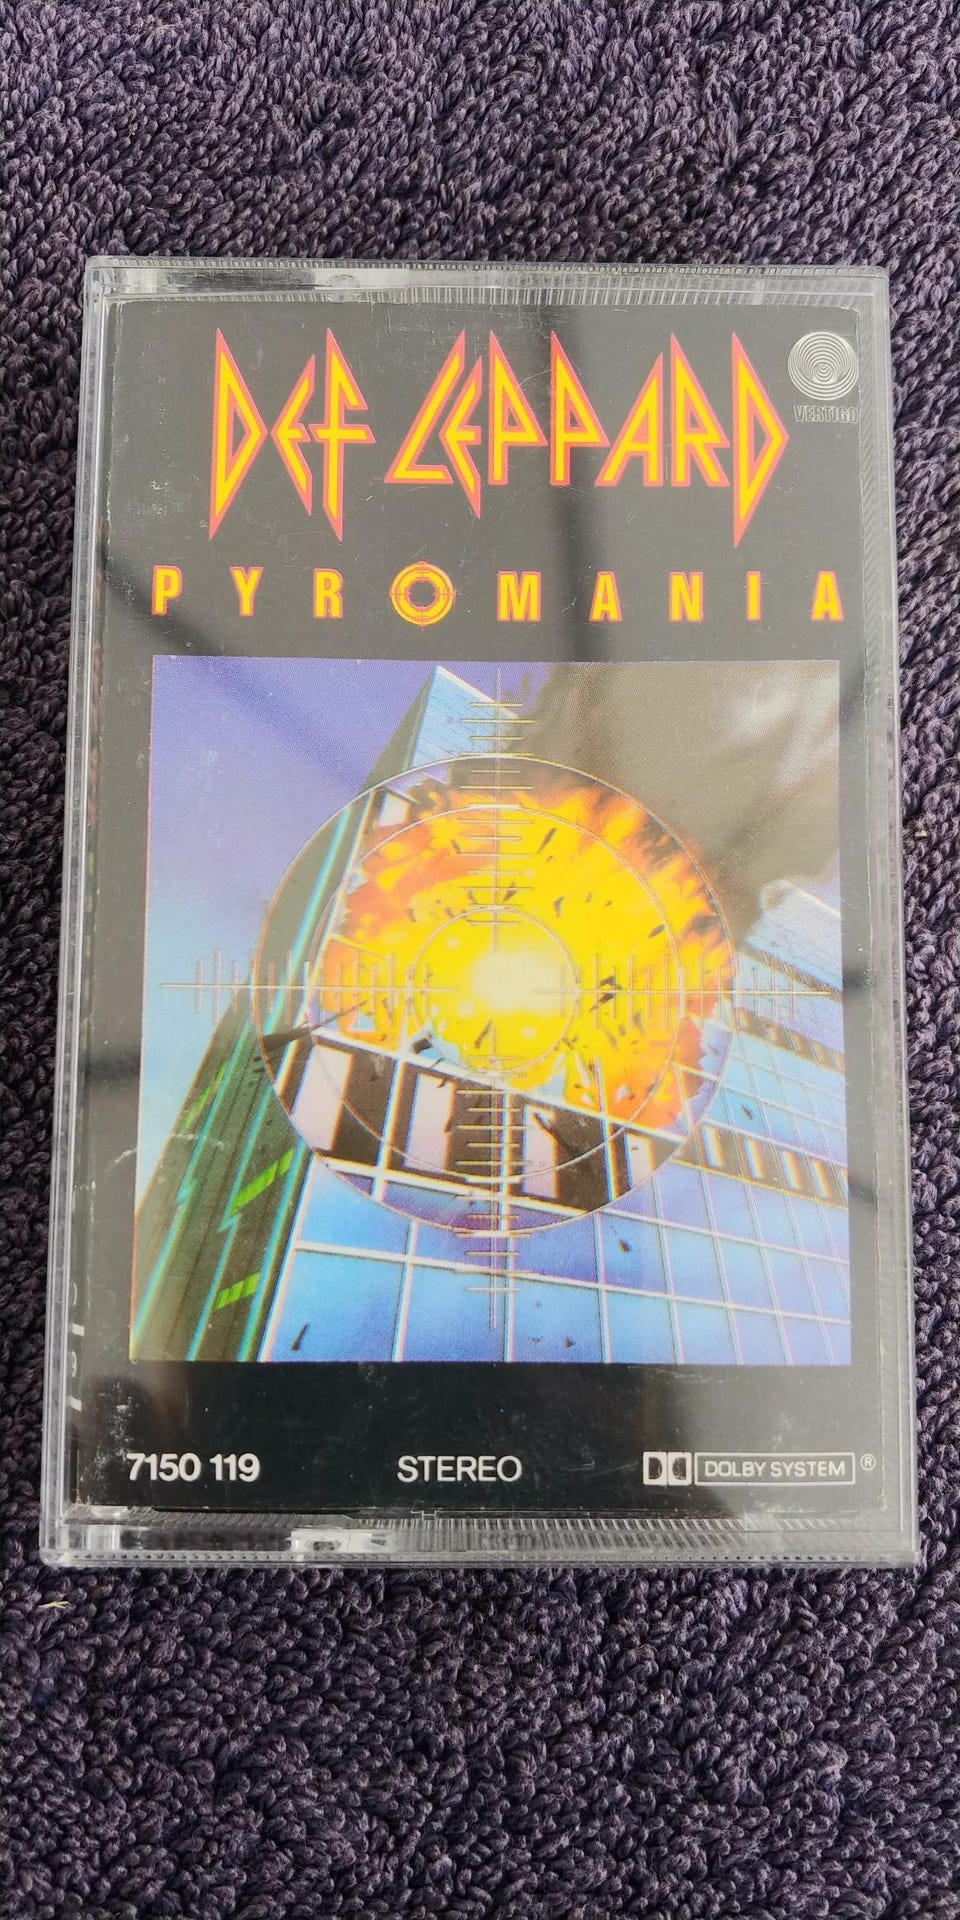 DEF LEPPARD
VERTIGO
PYROMANIA
7150 119
STEREO
DOLBY SYSTEM ®